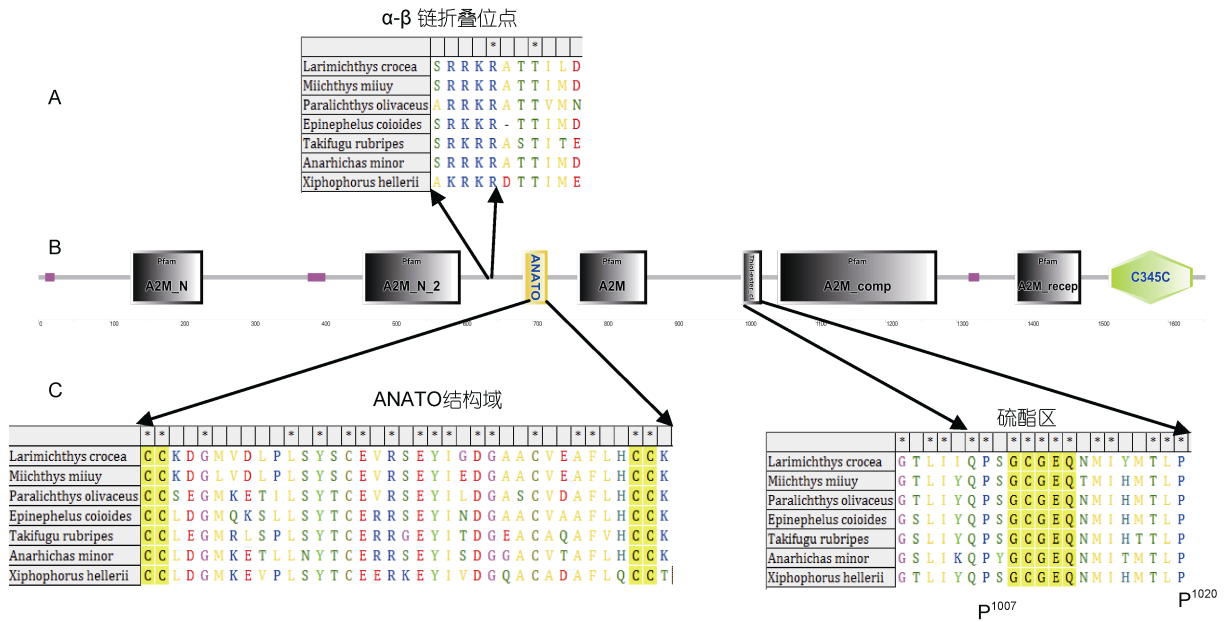 α-β 链折叠位点
* *
Larimichthys crocea S R R K R A T T I L D
Miichthys miiuy S R R K R A T T I M D
Paralichthys olivaceus A R R K R A T T V M N
Epinephelus coioides S R K K R - T T I M D
Takifugu rubripes S R K R R A S T I T E
Anarhichas minor S R R K R A T T I M D
Xiphophorus hellerii A K R K R D T T I M E
A
B
Pfam
A2M_N
Pfam
A2M_N_2
ANATO
Pfam
A2M
Pfam
A2M_comp
Pfam
A2M_recep
C345C
0 100 200 300 400 500 600 700 800 900 1000 1100 1200 1300 1400 1500 1600
C
ANATO结构域
* * * * * * * * * * * * * * * * *
Larimichthys crocea C C K D G M V D L P L S Y S C E V R S E Y I G D G A A C V E A F L H C C K
Miichthys miiuy C C K D G L V D L P L S Y T C E V R S E Y I E D G A A C V E A F L H C C K
Paralichthys olivaceus C C S E G M K E T I L S Y T C E V R S E Y I L D G A S C V D A F L H C C K
Epinephelus coioides C C L D G M Q K S L L S Y T C E R R S E Y I N D G A A C V A A F L H C C K
Takifugu rubripes C C L E G M R L S P L S Y T C E R R G E Y I T D G E A C A Q A F V H C C K
Anarhichas minor C C L D G M K E T L L N Y T C E R R S E Y I S D G G A C V T A F L H C C K
Xiphophorus hellerii C C L D G M K E V P L S Y T C E E R K E Y I V D G Q A C A D A F L Q C C T
硫酯区
* * * * * * * * * * * * * * *
Larimichthys crocea G T L I I Q P S G C G E Q N M I Y M T L P
Miichthys miiuy G T L I Y Q P S G C G E Q T M I H M T L P
Paralichthys olivaceus G T L I Y Q P S G C G E Q N M I H M T L P
Epinephelus coioides G S L I Y Q P S G C G E Q N M I H M T L P
Takifugu rubripes G S L I Y Q P S G C G E Q N M I H T T L P
Anarhichas minor G S L I K Q P Y G C G E Q N M I T M T L P
Xiphophorus hellerii G T L I Y Q P S G C G E Q N M I H M T L P
P1007
P1020